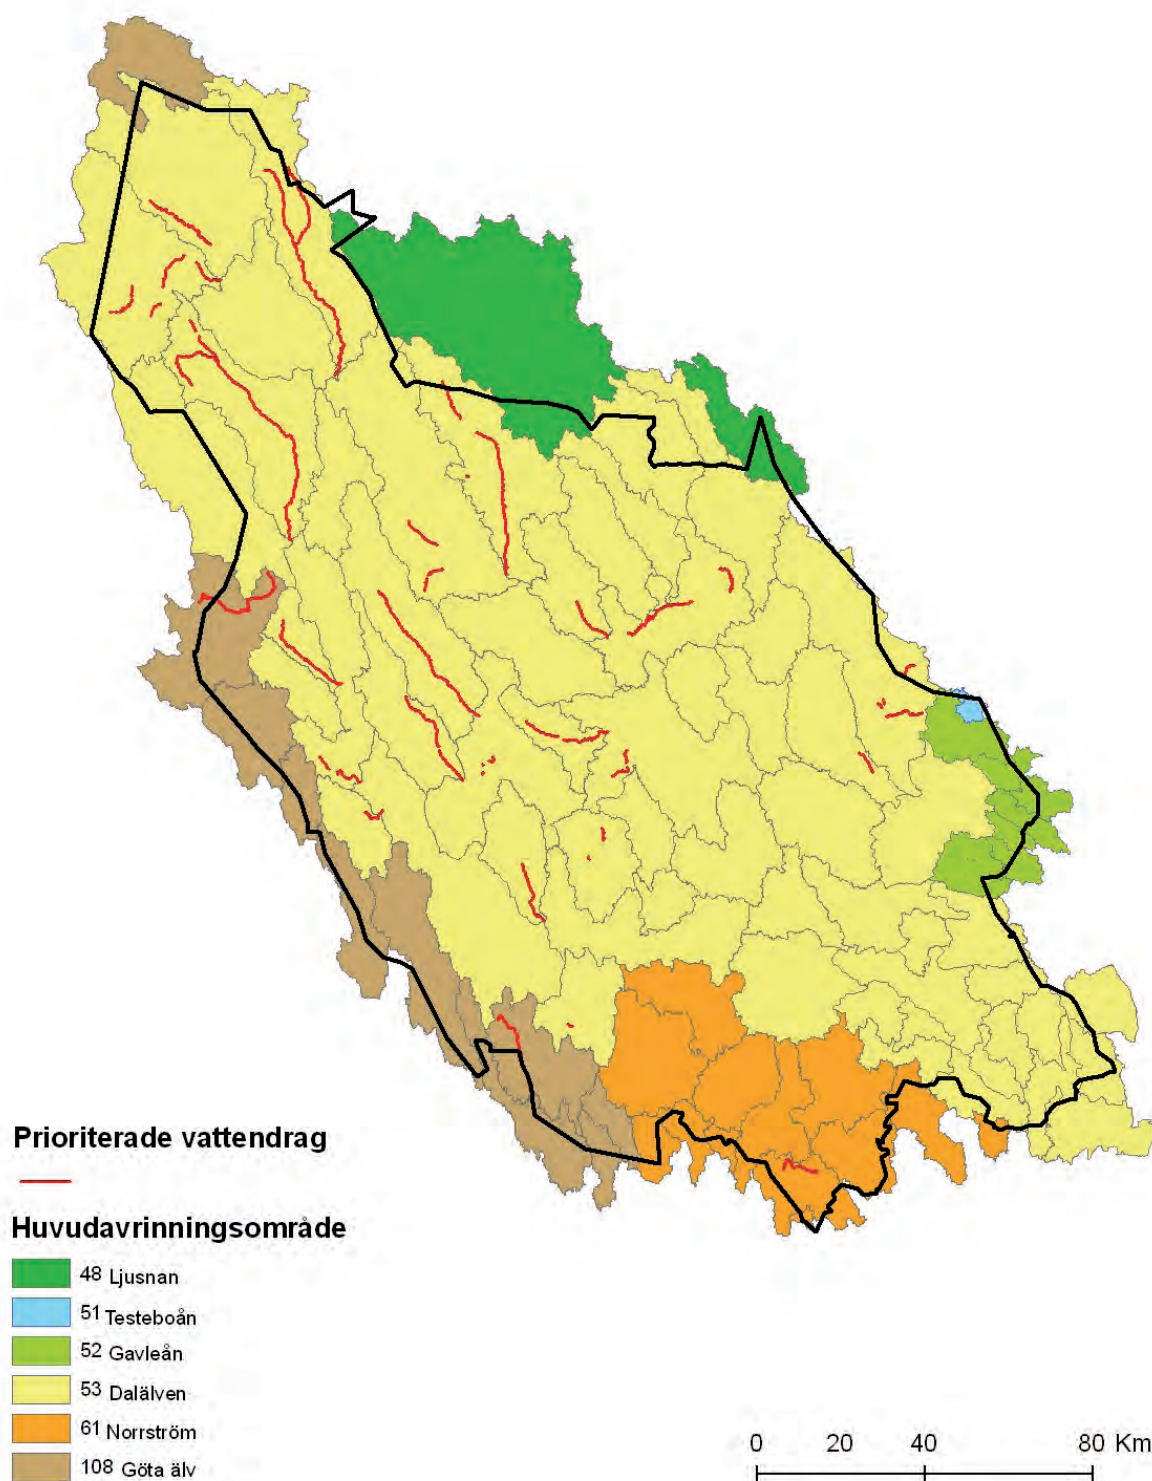 Prioriterade vattendrag
Huvudavrinningsområde
48 Ljusnan
51 Testeboån
52 Gavleån
53 Dalälven
61 Norrström
108 Göta älv
0 20 40 80 Km